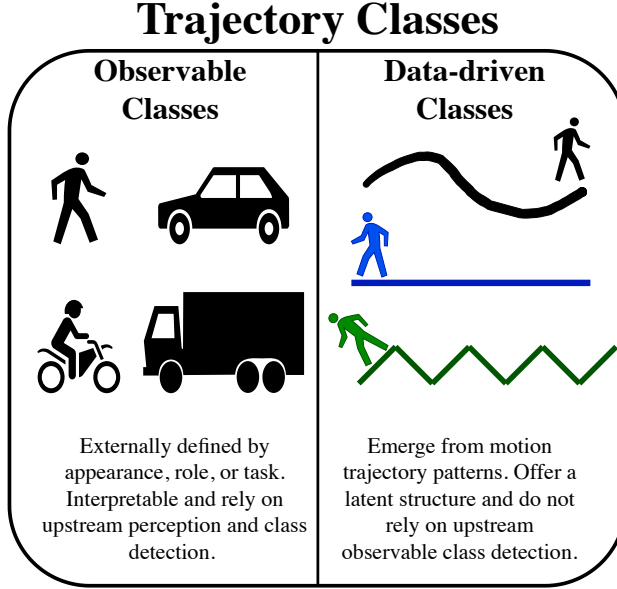 Trajectory Classes
Observable
Classes
Externally defined by
appearance, role, or task.
Interpretable and rely on
upstream perception and class
detection.
Data-driven
Classes
Emerge from motion
trajectory patterns. Offer a
latent structure and do not
rely on upstream
observable class detection.